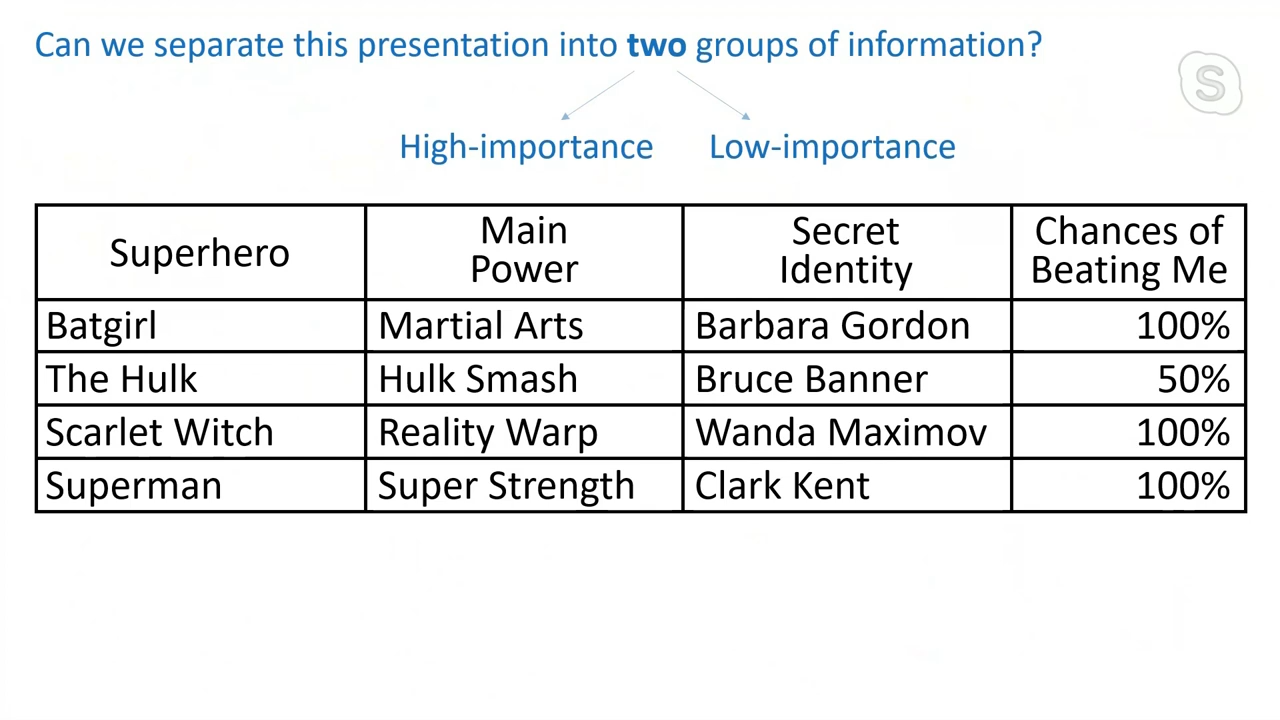 Can we separate this presentation into two groups of information?
S
High-importance Low-importance
Superhero Main Power Secret Identity Chances of Beating Me
Batgirl Martial Arts Barbara Gordon 100%
The Hulk Hulk Smash Bruce Banner 50%
Scarlet Witch Reality Warp Wanda Maximov 100%
Superman Super Strength Clark Kent 100%